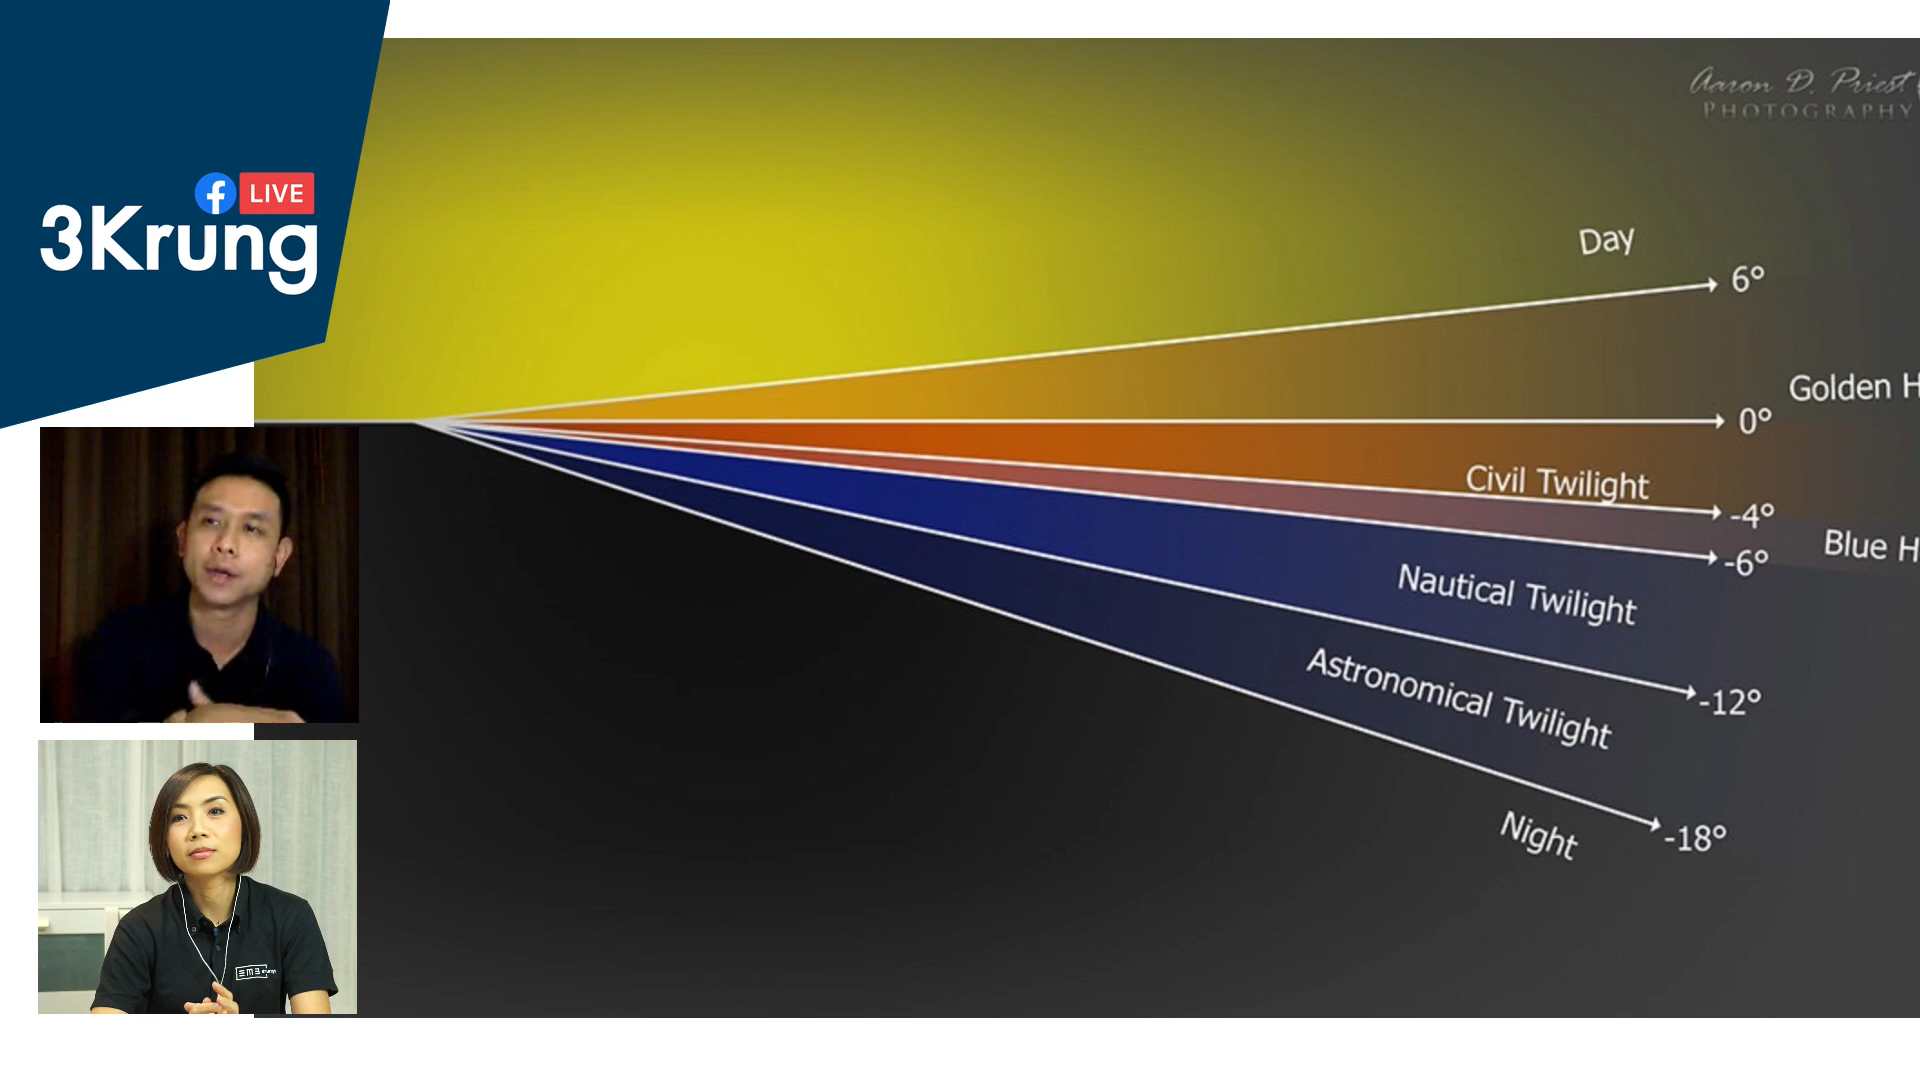 LIVE
3Krung
Aaron D. Priest
PHOTOGRAPHY
Day
6°
Golden H
0°
Civil Twilight
-4°
-6°
Blue H
Nautical Twilight
-12°
Astronomical Twilight
-18°
Night